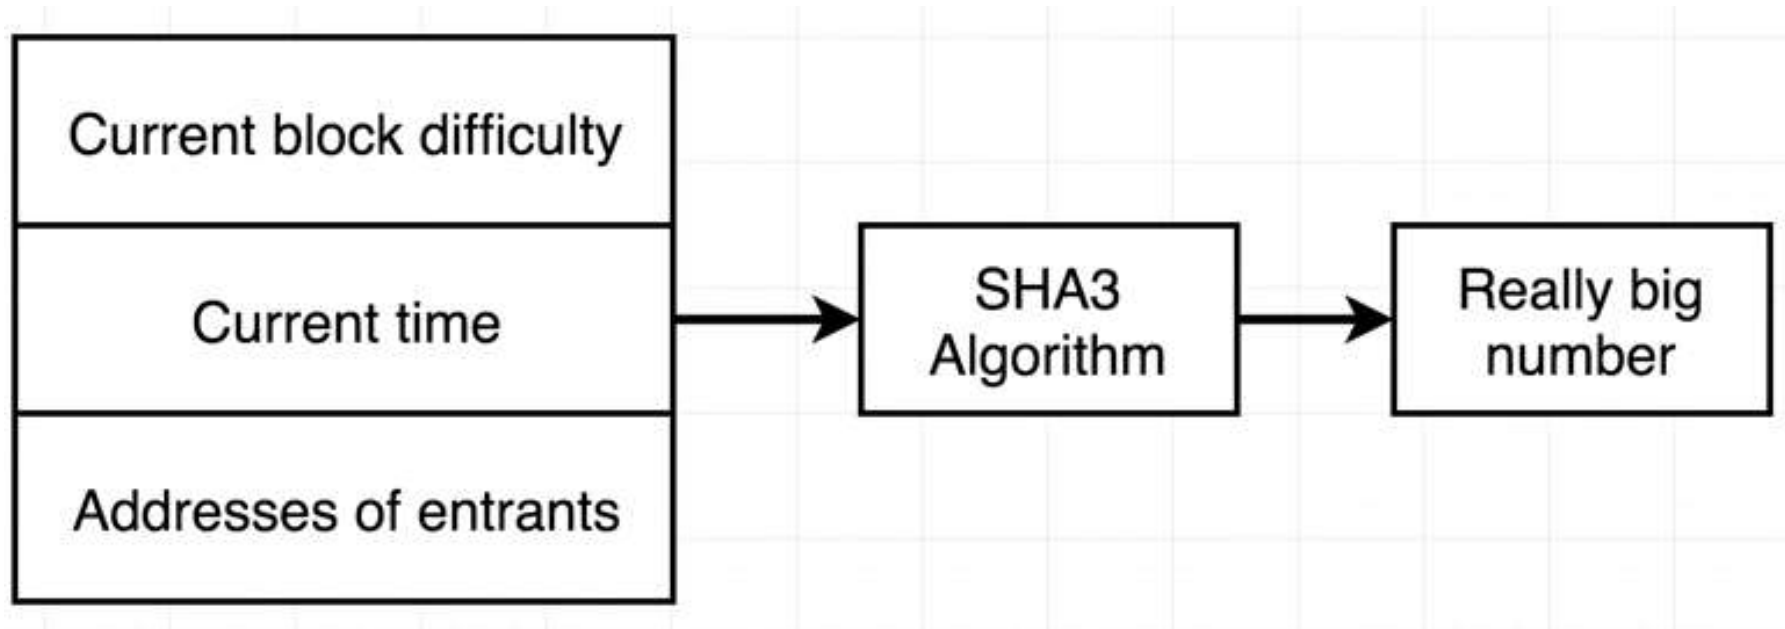 Current block difficulty
Current time
Addresses of entrants
SHA3
Algorithm
Really big
number